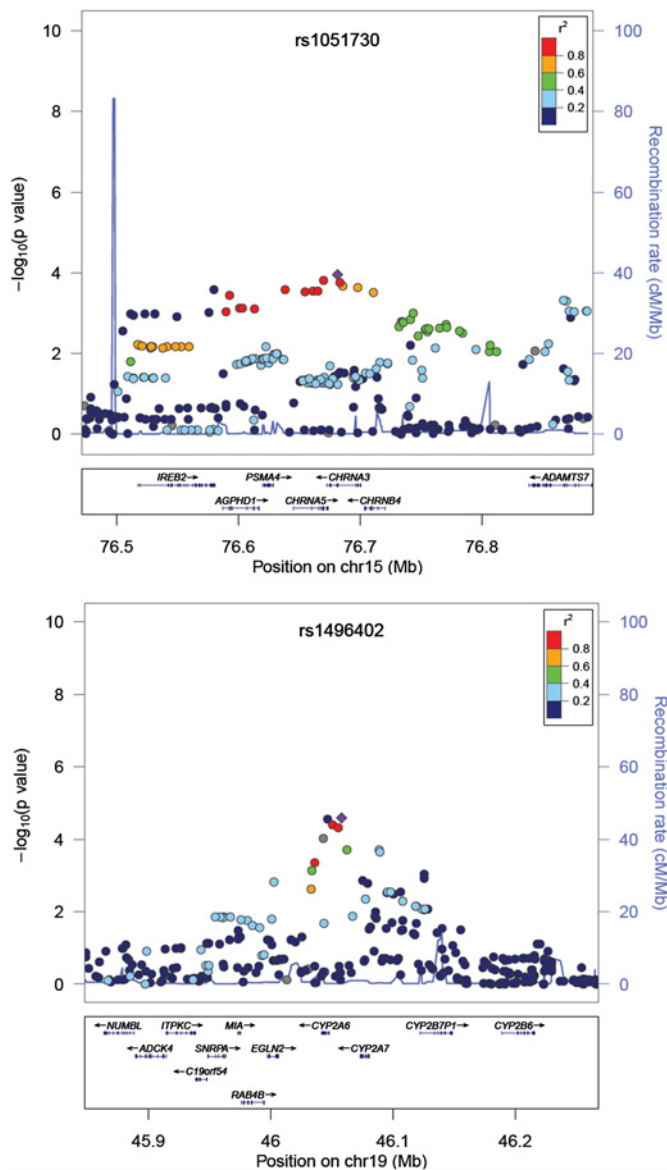 rs1051730
r²
0.8
0.6
0.4
0.2
10
8
6
4
2
0
−log₁₀(p value)
100
80
60
40
20
0
Recombination rate (cM/Mb)
IREB2→
PSMA4→
←CHRNA3
←ADAMTS7
AGPHD1→
CHRNA5→
←CHRNB4
76.5 76.6 76.7 76.8
Position on chr15 (Mb)
rs1496402
r²
0.8
0.6
0.4
0.2
10
8
6
4
2
0
−log₁₀(p value)
100
80
60
40
20
0
Recombination rate (cM/Mb)
←NUMBL ITPKC→ MIA→ ←CYP2A6 CYP2B7P1→ CYP2B6→
←ADCK4 SNRPA→ EGLN2→ ←CYP2A7
←C19orf54
RAB4B→
45.9 46 46.1 46.2
Position on chr19 (Mb)